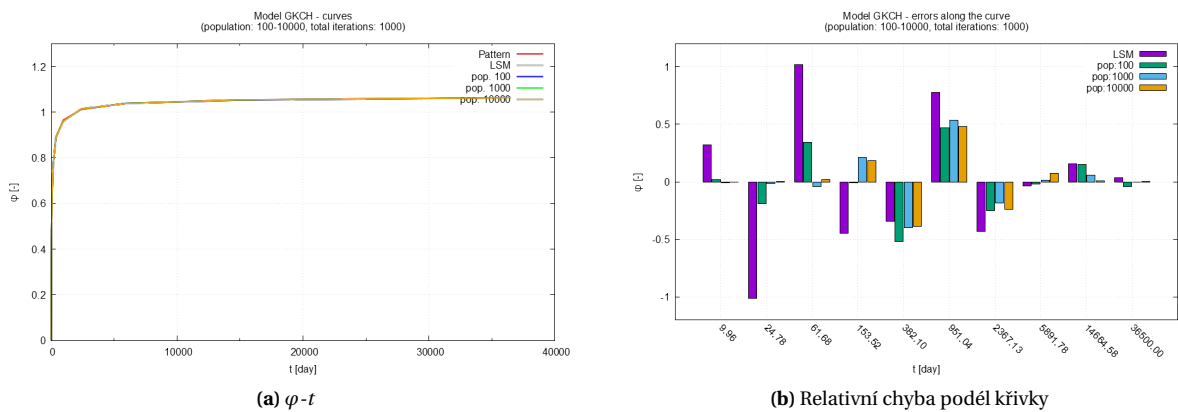 Model GKCH - curves
(population: 100-10000, total iterations: 1000)
Pattern
LSM
pop. 100
pop. 1000
pop. 10000
1.2
1
0.8
0.6
0.4
0.2
0
φ [-]
0
10000
20000
30000
40000
t [day]
(a) φ-t
Model GKCH - errors along the curve
(population: 100-10000, total iterations: 1000)
LSM
pop:100
pop:1000
pop:10000
1
0.5
0
-0.5
-1
φ [-]
9.96
24.78
61.68
153.52
382.10
951.04
2367.13
5891.78
14664.58
36500.00
t [day]
(b) Relativní chyba podél křivky